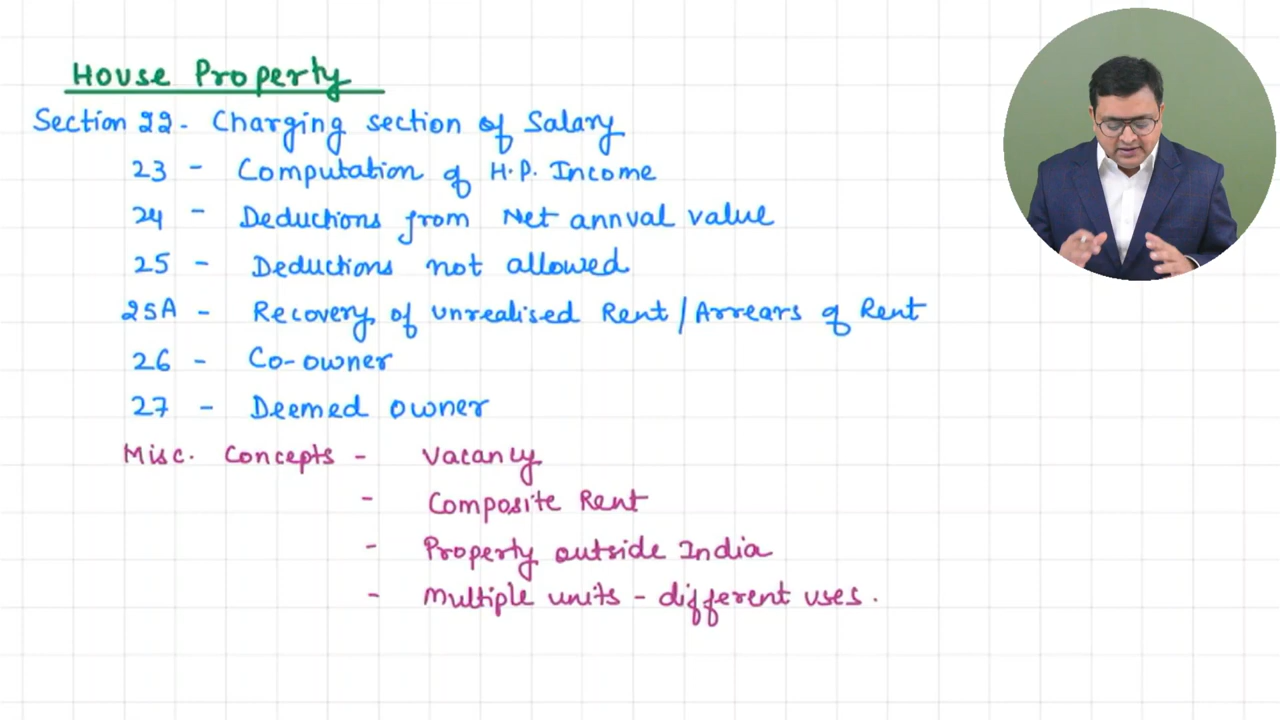 House Property
Section 22- Charging section of Salary
23 - Computation of H.P. Income
24 - Deductions from Net annval value
25 - Deductions not allowed
25A - Recovery of unrealised Rent/Arrears of Rent
26 - Co-owner
27 - Deemed owner
Misc. Concepts - Vacancy
- Composite Rent
- Property outside India
- Multiple units - different uses.